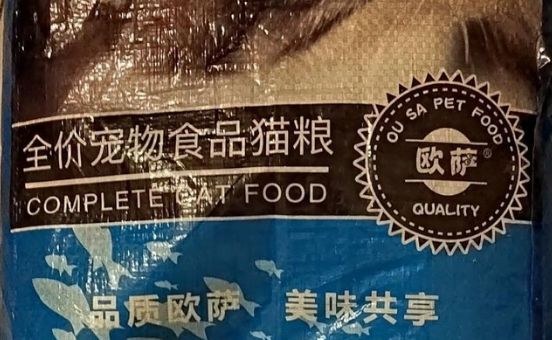 全价宠物食品猫粮
COMPLETE CAT FOOD
OU SA PET FOOD
欧萨®
QUALITY
品质欧萨 美味共享